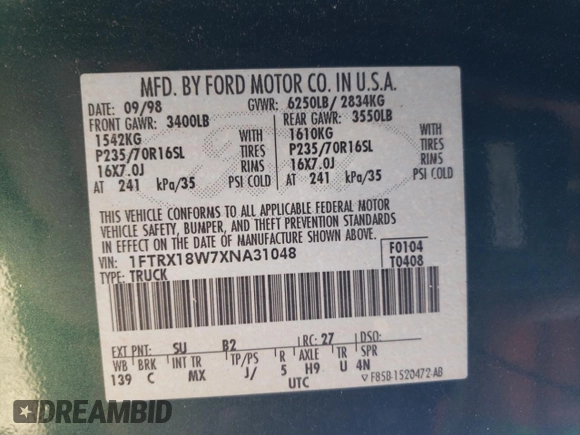 MFD. BY FORD MOTOR CO. IN U.S.A.
DATE: 09/98 GVWR: 6250LB/ 2834KG
FRONT GAWR: 3400LB REAR GAWR: 3550LB
1542KG WITH 1610KG WITH
P235/70R16SL TIRES P235/70R16SL TIRES
16X7.0J RIMS 16X7.0J RIMS
AT 241 kPa/35 PSI COLD AT 241 kPa/35 PSI COLD
THIS VEHICLE CONFORMS TO ALL APPLICABLE FEDERAL MOTOR
VEHICLE SAFETY, BUMPER, AND THEFT PREVENTION STANDARDS
IN EFFECT ON THE DATE OF MANUFACTURE SHOWN ABOVE.
VIN: 1FTRX18W7XNA31048 F0104
TYPE: TRUCK T0408
EXT PNT: SU B2 RC: 27 DSO:
WB BRK INT TR TP/PS R AXLE TR SPR
139 C MX J/ 5 H9 U 4N
UTC F85B-1520472-AB
DREAMBID